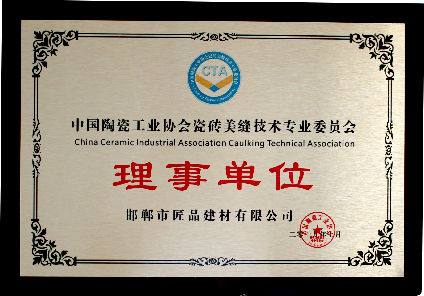 CTA
中国陶瓷工业协会瓷砖美缝技术专业委员会
China Ceramic Industrial Association Caulking Technical Association
理事单位
邯郸市匠品建材有限公司